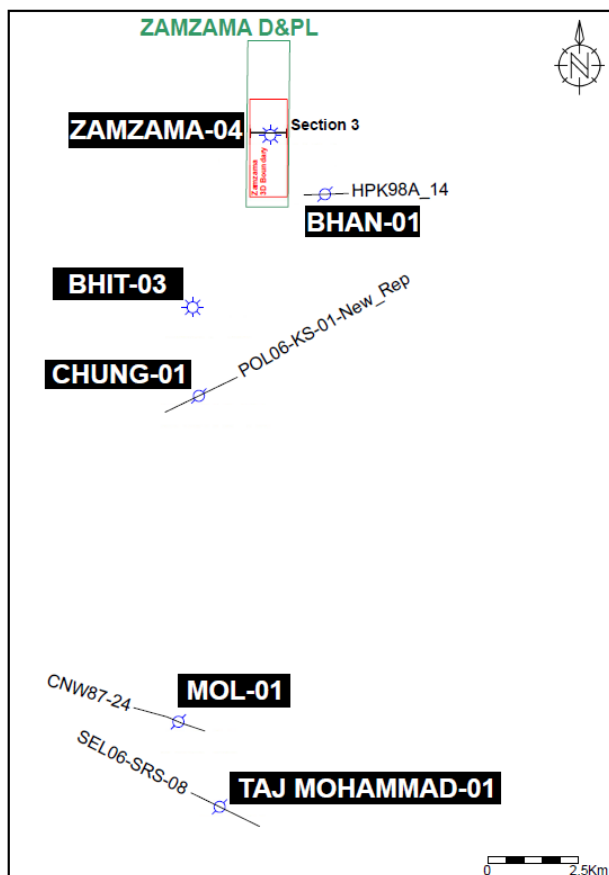 ZAMZAMA D&PL
N
ZAMZAMA-04
Section 3
Zamzama
3D Boundary
HPK98A_14
BHAN-01
BHIT-03
POL06-KS-01-New_Rep
CHUNG-01
CNW87-24
MOL-01
SEL06-SRS-08
TAJ MOHAMMAD-01
0 2.5Km